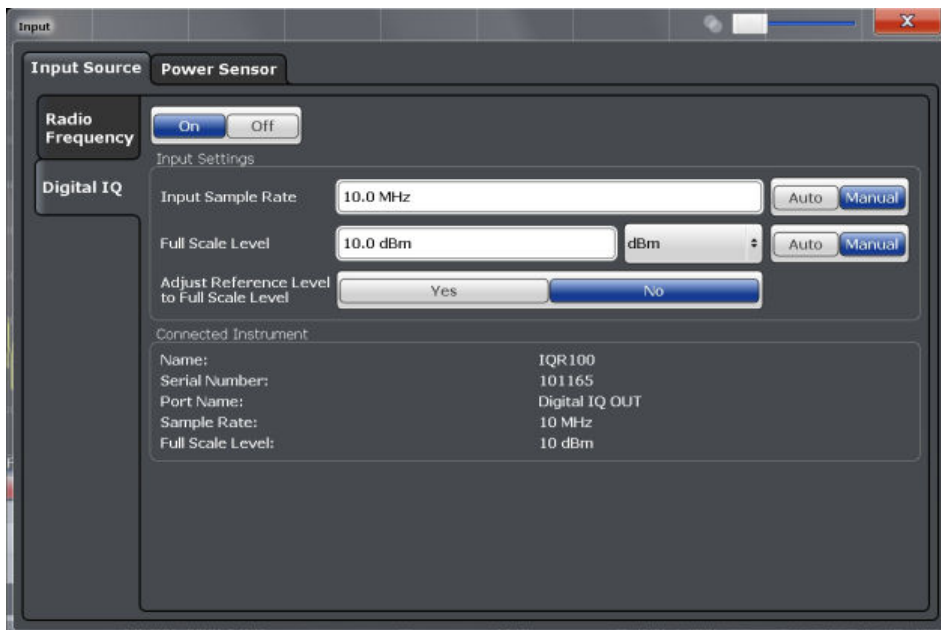 Input
Input Source
Power Sensor
Radio
Frequency
On
Off
Digital IQ
Input Settings
Input Sample Rate
10.0 MHz
Auto
Manual
Full Scale Level
10.0 dBm
dBm
Auto
Manual
Adjust Reference Level
to Full Scale Level
Yes
No
Connected Instrument
Name:
IQR100
Serial Number:
101165
Port Name:
Digital IQ OUT
Sample Rate:
10 MHz
Full Scale Level:
10 dBm